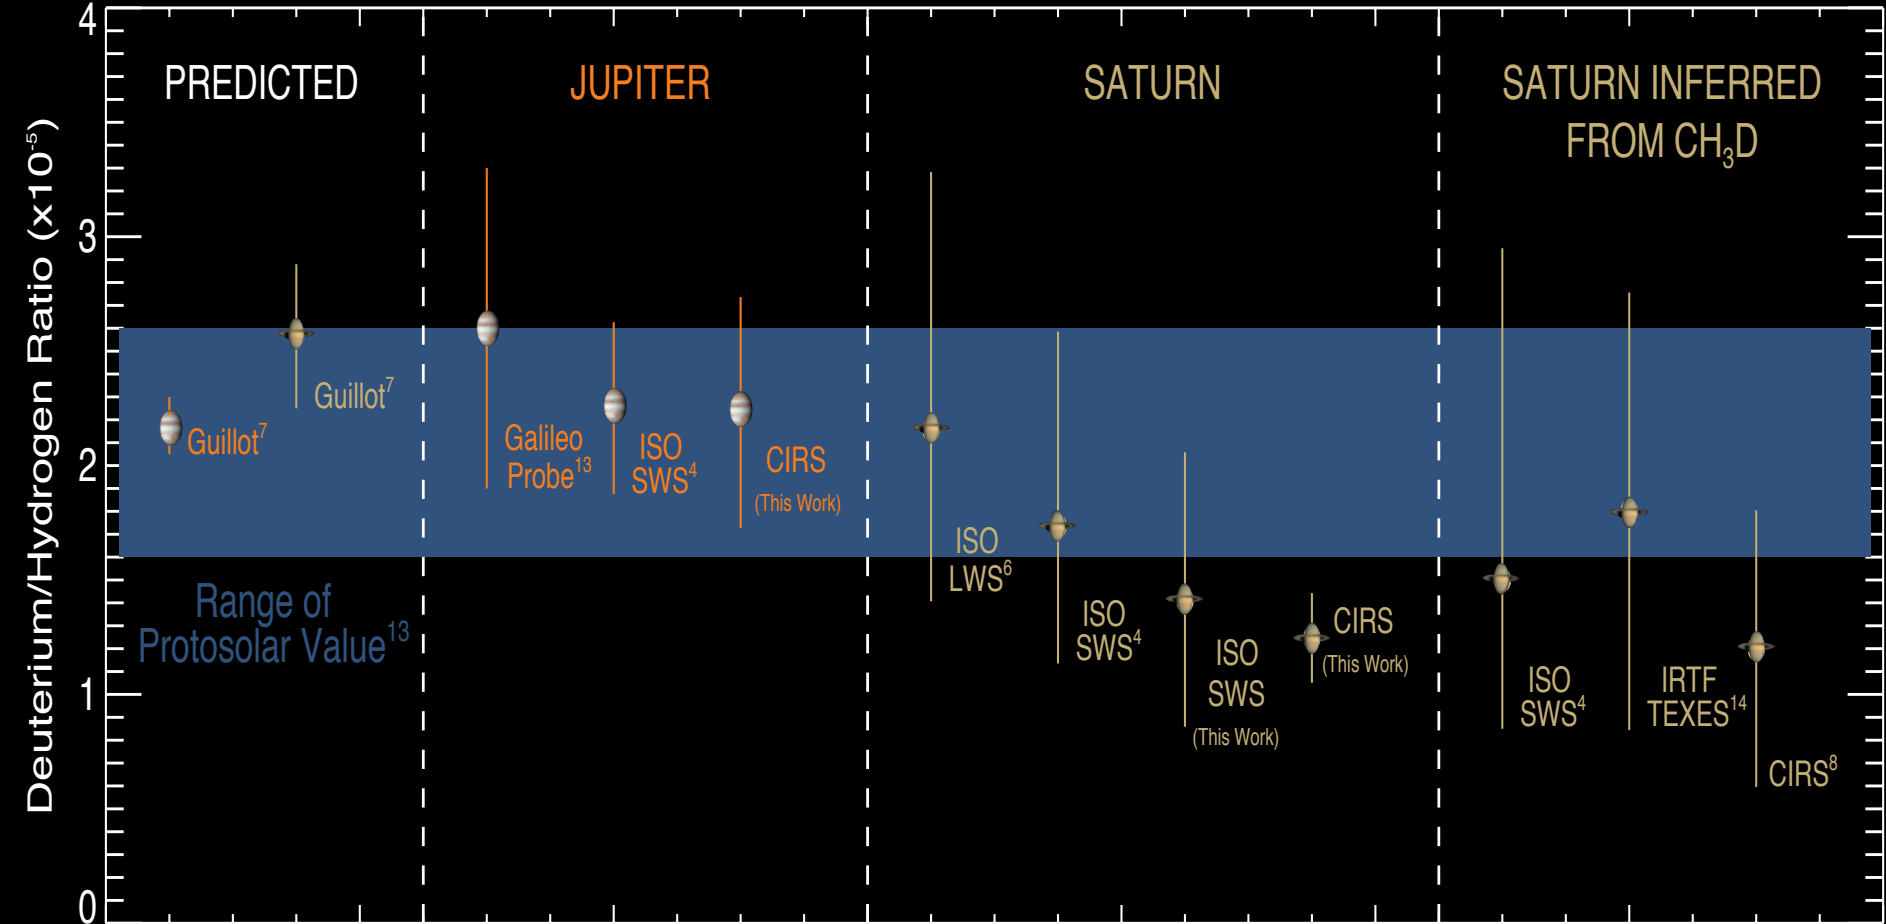 Deuterium/Hydrogen Ratio (x10⁻⁵)
4
3
2
1
0
PREDICTED
Guillot⁷
Guillot⁷
Range of
Protosolar Value¹³
JUPITER
Galileo
Probe¹³
ISO
SWS⁴
CIRS
(This Work)
SATURN
ISO
LWS⁶
ISO
SWS⁴
ISO
SWS
(This Work)
CIRS
(This Work)
SATURN INFERRED
FROM CH₃D
ISO
SWS⁴
IRTF
TEXES¹⁴
CIRS⁸